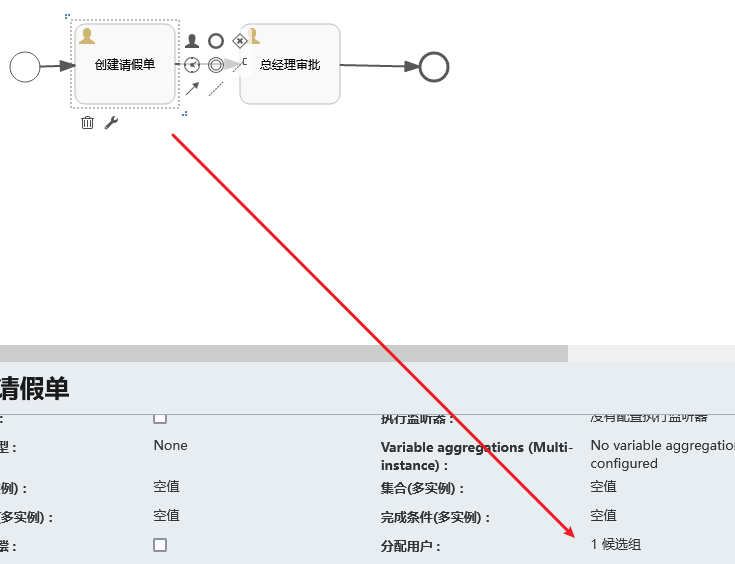 创建请假单
总经理审批
请假单
:
执行监听器 :
没有配置执行监听器
型 :
None
Variable aggregations (Multi-
instance) :
No variable aggregatio
configured
例) :
空值
集合(多实例) :
空值
(多实例) :
空值
完成条件(多实例) :
空值
偿 :
分配用户 :
1 候选组